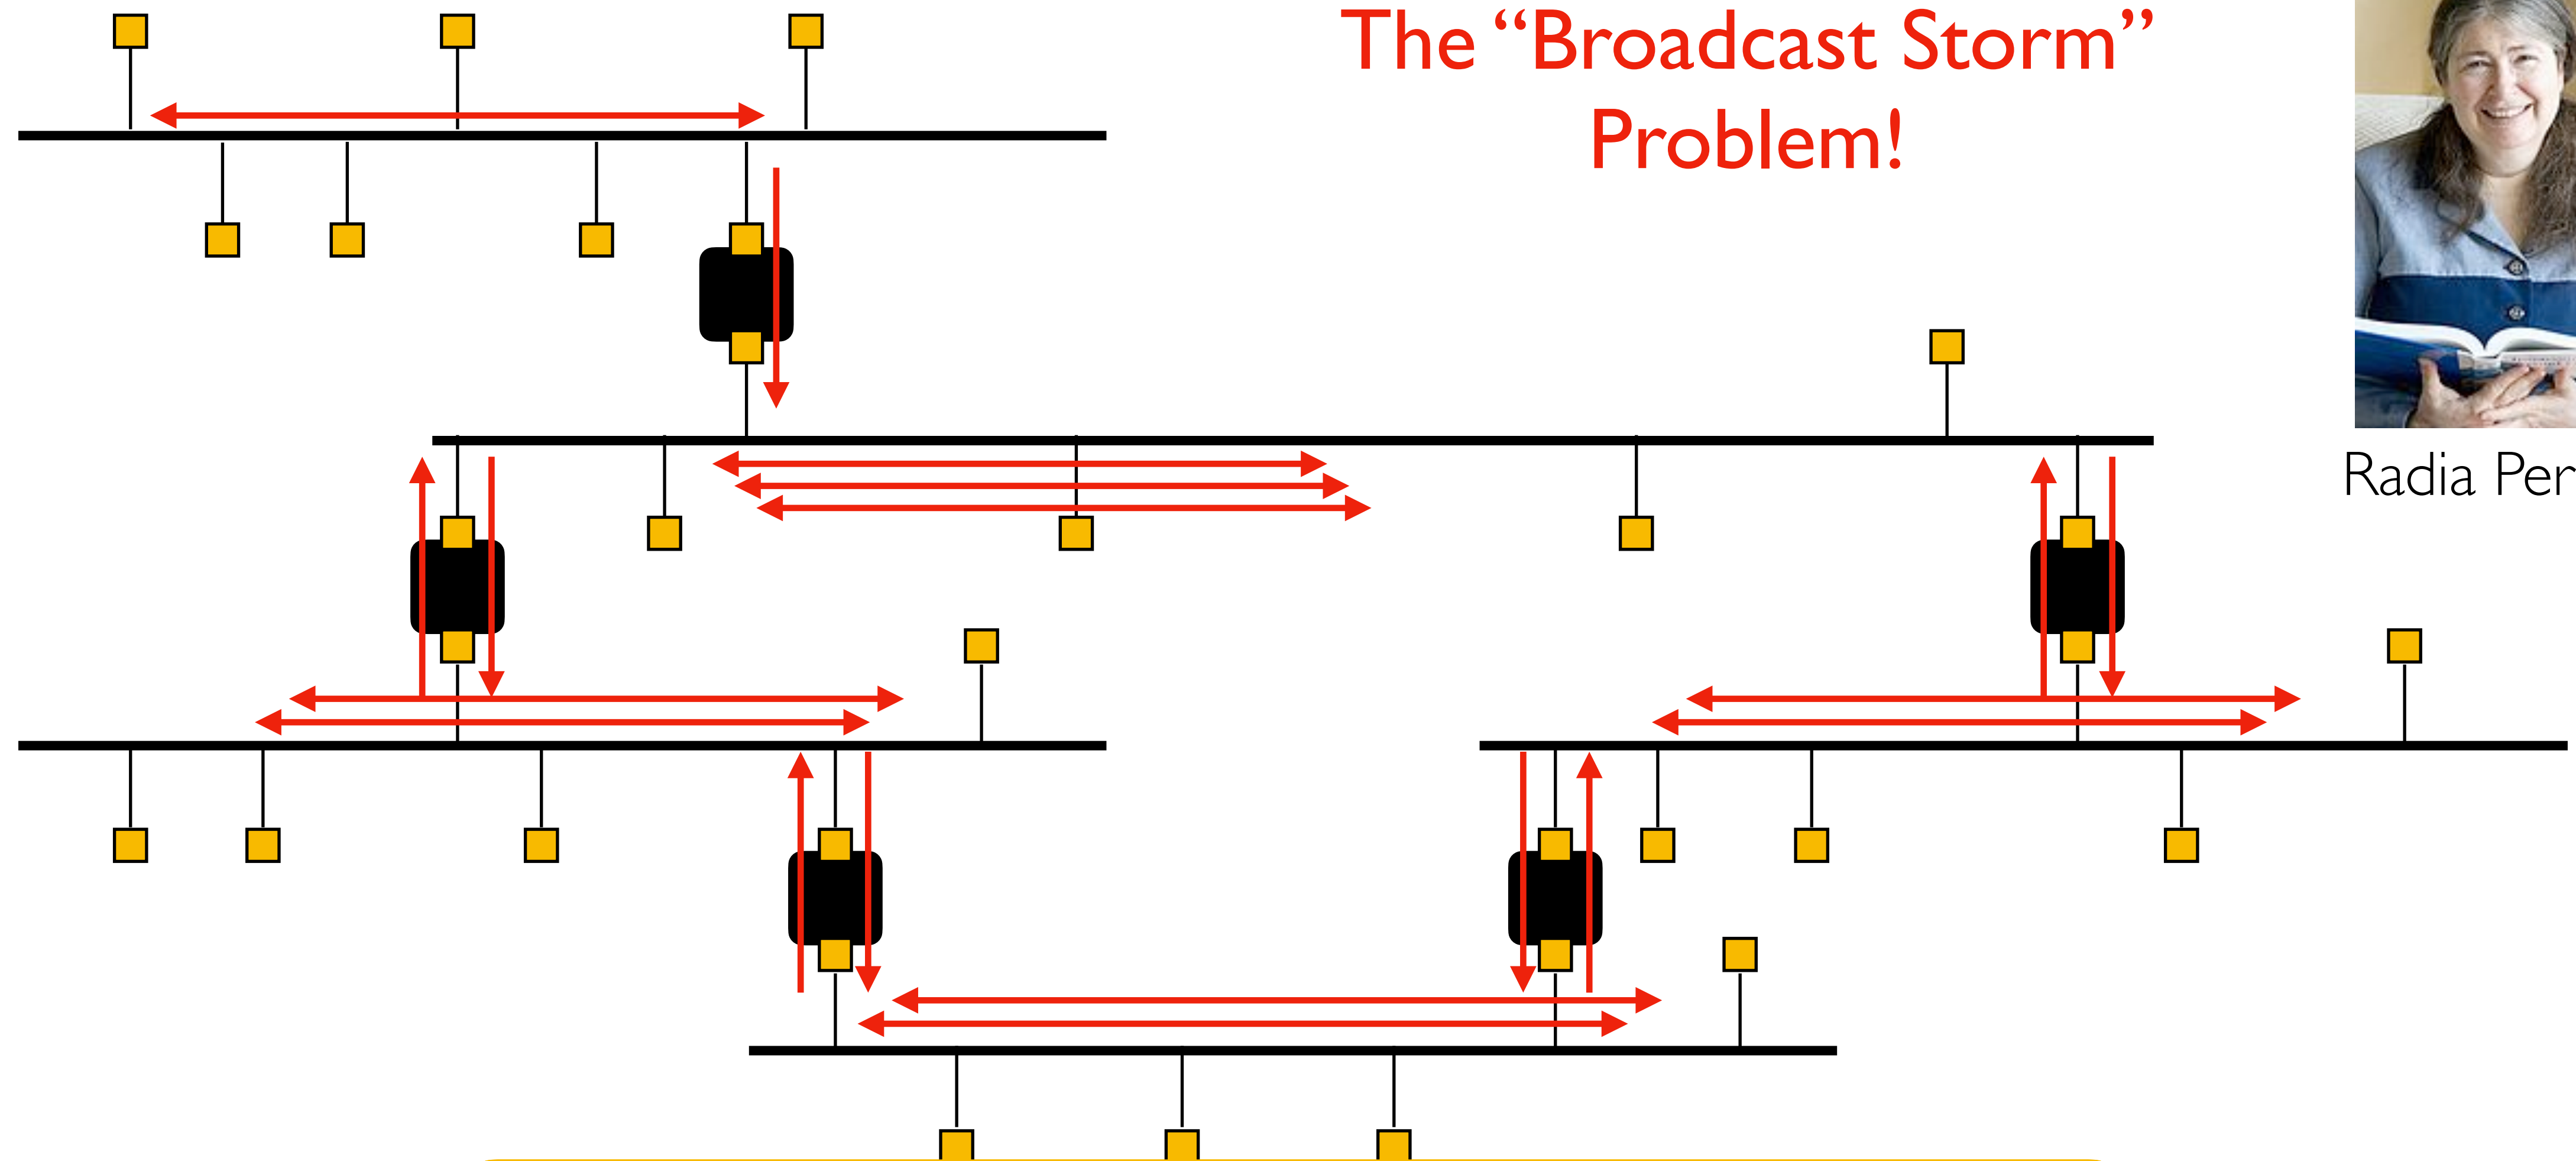 The “Broadcast Storm”
Problem!
Radia Per